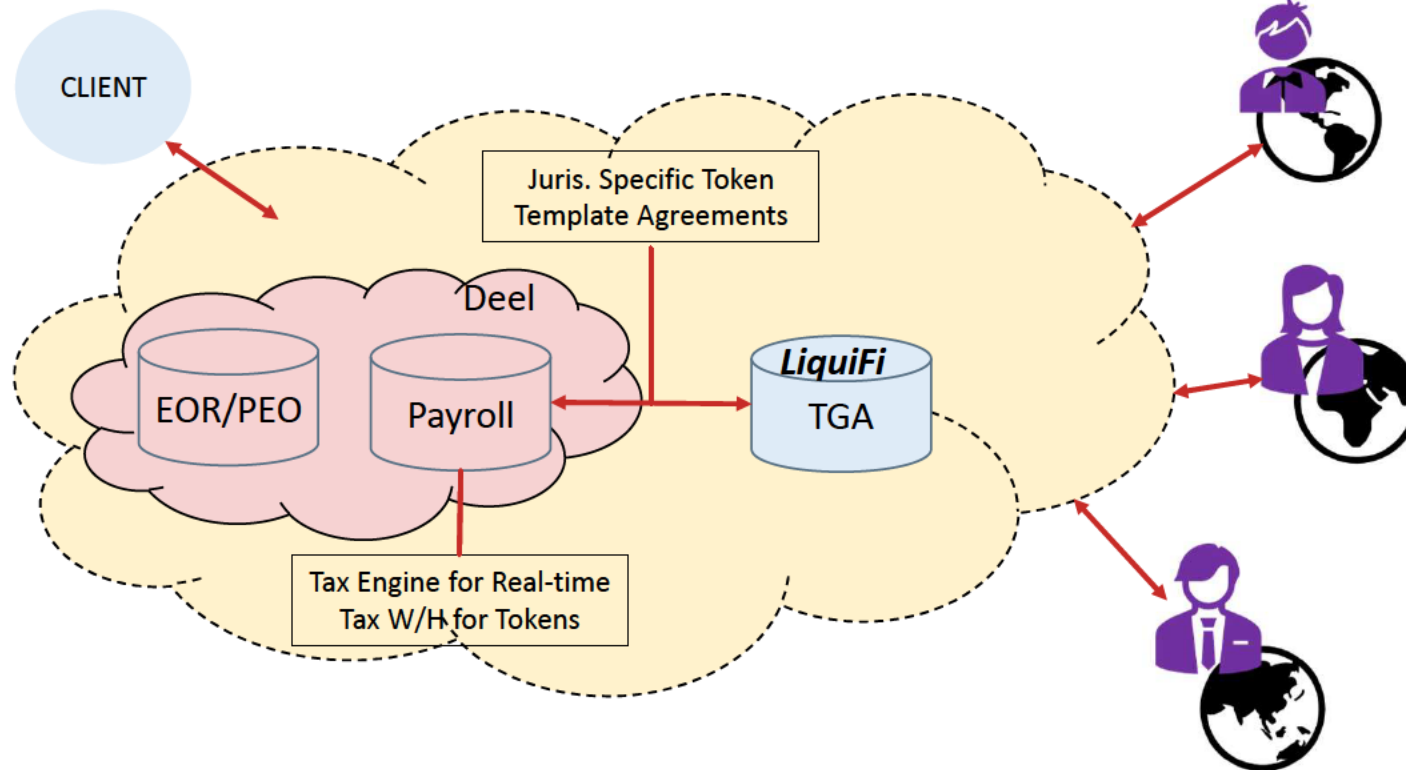 CLIENT
Juris. Specific Token
Template Agreements
Deel
EOR/PEO
Payroll
LiquiFi
TGA
Tax Engine for Real-time
Tax W/H for Tokens